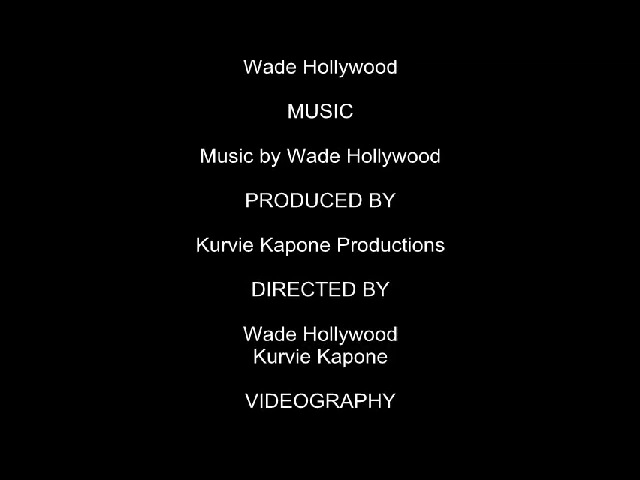 Wade Hollywood
MUSIC
Music by Wade Hollywood
PRODUCED BY
Kurvie Kapone Productions
DIRECTED BY
Wade Hollywood
Kurvie Kapone
VIDEOGRAPHY